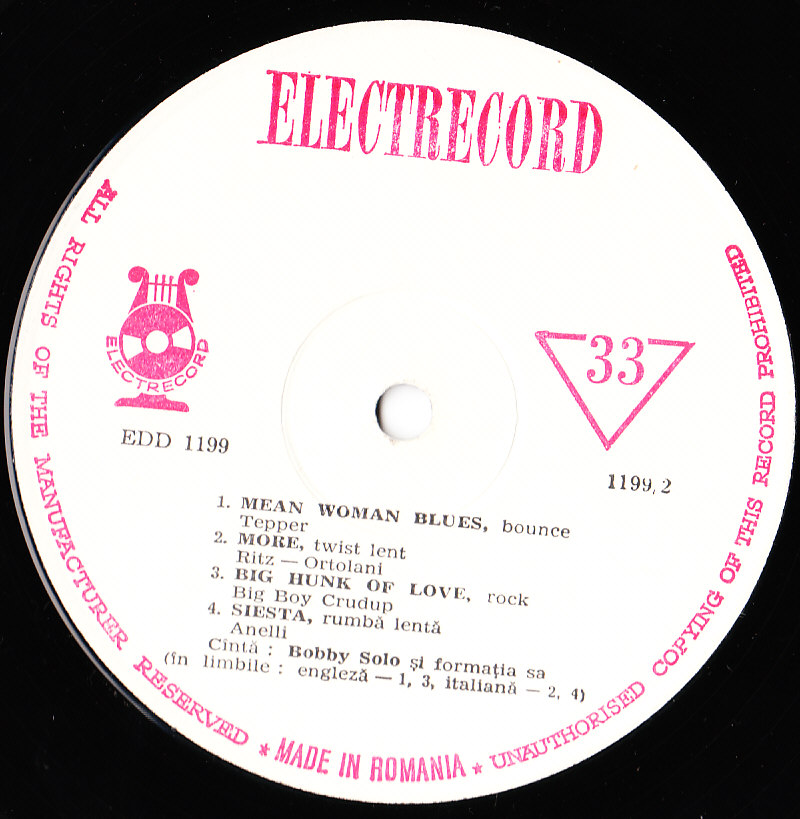 ELECTRECORD
ELECTRECORD
33
EDD 1199
1199,2
1. MEAN WOMAN BLUES, bounce
Tepper
2. MORE, twist lent
Ritz — Ortolani
3. BIG HUNK OF LOVE, rock
Big Boy Crudup
4. SIESTA, rumbă lentă
Anelli
Cîntă : Bobby Solo și formația sa
(în limbile : engleză — 1, 3, italiană — 2, 4)
ALL RIGHTS OF THE MANUFACTURER RESERVED * MADE IN ROMANIA * UNAUTHORISED COPYING OF THIS RECORD PROHIBITED